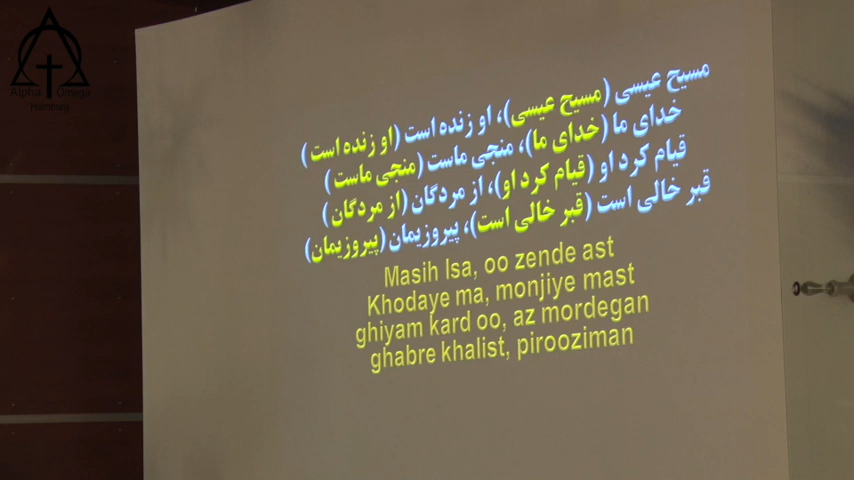 Alpha Omega
Hamburg
مسیح عیسی (مسیح عیسی)، او زنده است (او زنده است)
خدای ما (خدای ما)، منجی ماست (منجی ماست)
قیام کرد او (قیام کرد او)، از مردگان (از مردگان)
قبر خالی است (قبر خالی است)، پیروزیمان (پیروزیمان)
Masih Isa, oo zende ast
Khodaye ma, monjiye mast
ghiyam kard oo, az mordegan
ghabre khalist, pirooziman